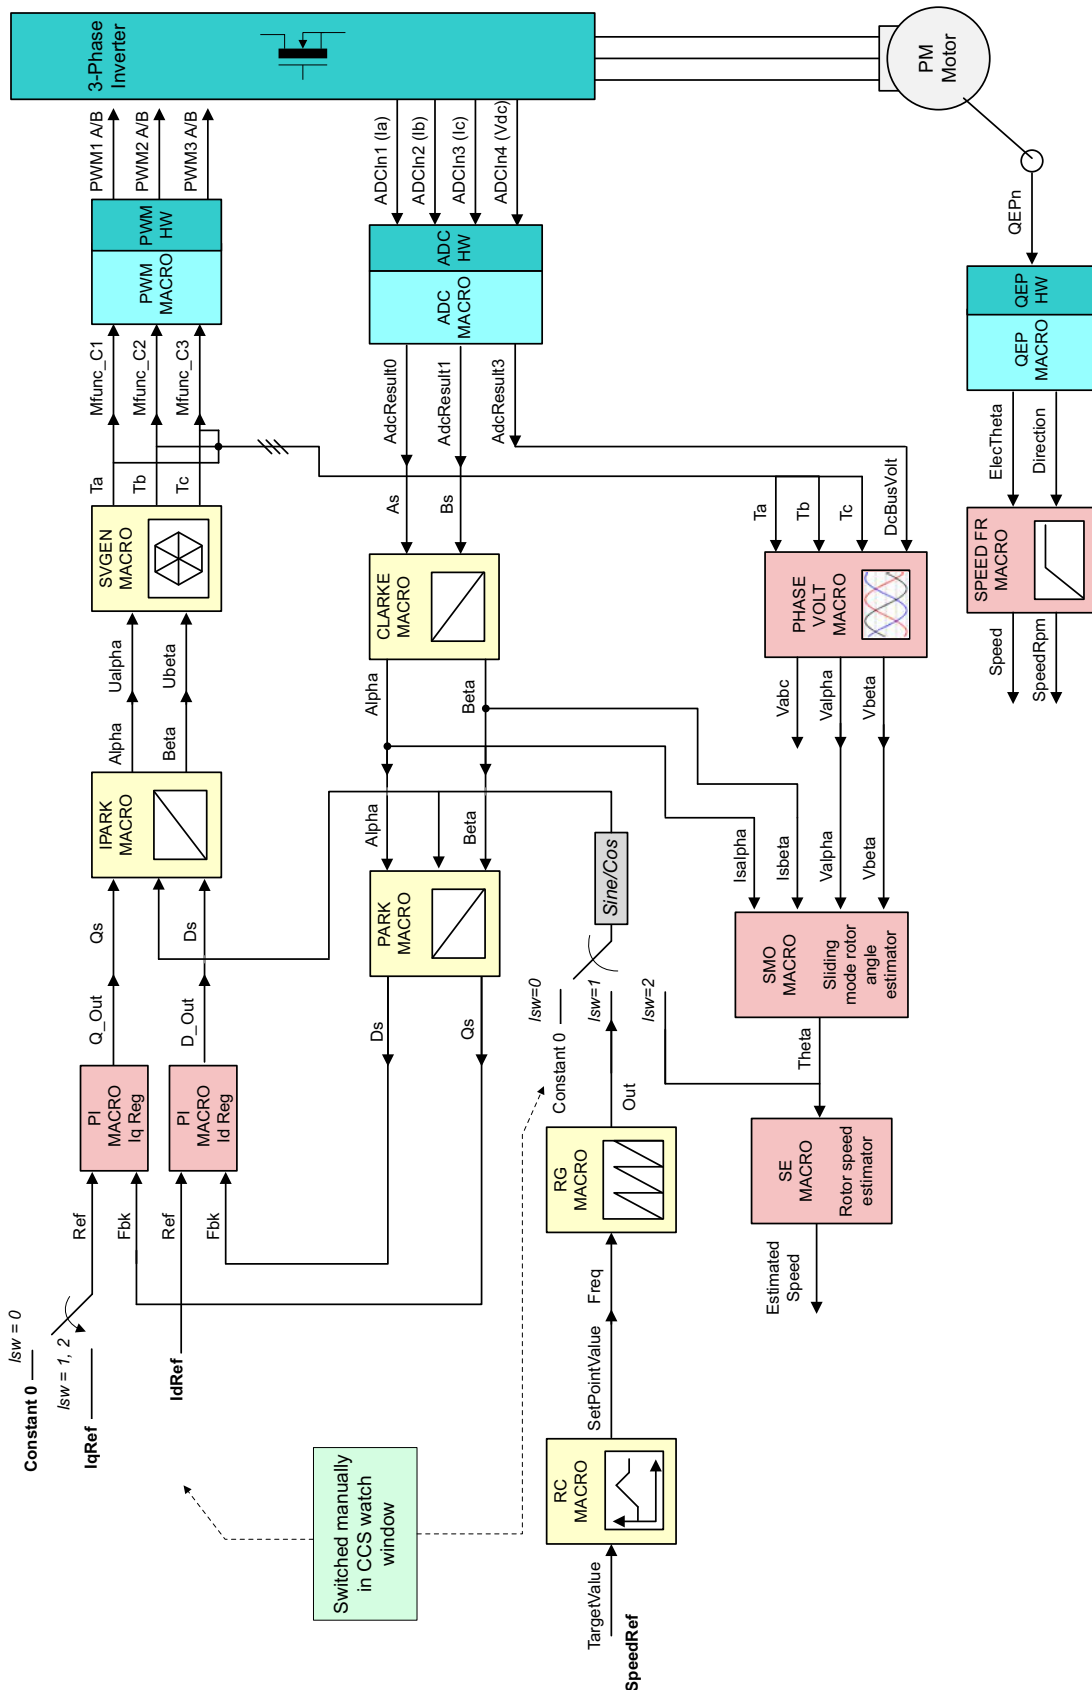 Constant 0
Isw = 0
Isw = 1, 2
IqRef
IdRef
Ref
Fbk
Ref
Fbk
PI
MACRO
Iq Reg
PI
MACRO
Id Reg
Q_Out
Qs
D_Out
Ds
IPARK
MACRO
Alpha
Ualpha
Beta
Ubeta
SVGEN
MACRO
Ta
Tb
Tc
Mfunc_C1
Mfunc_C2
Mfunc_C3
PWM
MACRO
PWM
HW
PWM1 A/B
PWM2 A/B
PWM3 A/B
3-Phase
Inverter
Switched manually
in CCS watch
window
Ds
Qs
PARK
MACRO
Alpha
Beta
Alpha
Beta
CLARKE
MACRO
As
Bs
AdcResult0
AdcResult1
AdcResult3
ADC
MACRO
ADC
HW
ADCIn1 (Ia)
ADCIn2 (Ib)
ADCIn3 (Ic)
ADCIn4 (Vdc)
TargetValue
SpeedRef
RC
MACRO
SetPointValue
Freq
RG
MACRO
Out
Constant 0
Isw=0
Isw=1
Isw=2
Sine/Cos
Estimated
Speed
SE
MACRO
Rotor speed
estimator
Theta
SMO
MACRO
Sliding
mode rotor
angle
estimator
Isalpha
Isbeta
Valpha
Vbeta
Vabc
Valpha
Vbeta
PHASE
VOLT
MACRO
Ta
Tb
Tc
DcBusVolt
Speed
SpeedRpm
SPEED FR
MACRO
ElecTheta
Direction
QEP
MACRO
QEP
HW
QEPn
PM
Motor